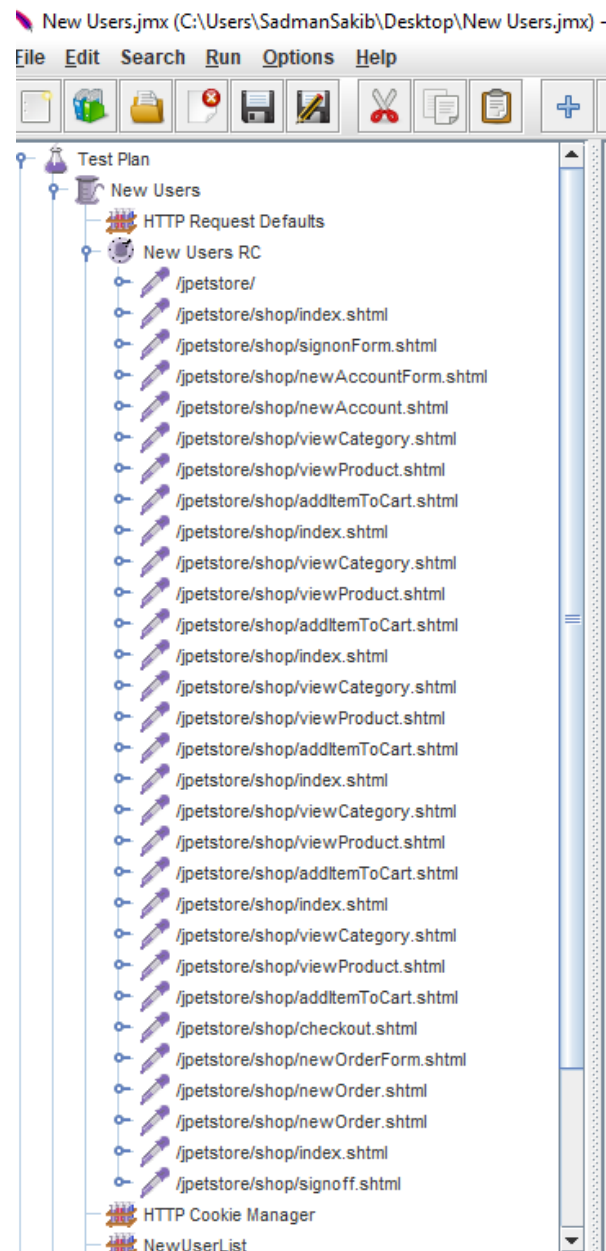 New Users.jmx (C:\Users\SadmanSakib\Desktop\New Users.jmx) -
File Edit Search Run Options Help
Test Plan
New Users
HTTP Request Defaults
New Users RC
/jpetstore/
/jpetstore/shop/index.shtml
/jpetstore/shop/signonForm.shtml
/jpetstore/shop/newAccountForm.shtml
/jpetstore/shop/newAccount.shtml
/jpetstore/shop/viewCategory.shtml
/jpetstore/shop/viewProduct.shtml
/jpetstore/shop/addItemToCart.shtml
/jpetstore/shop/index.shtml
/jpetstore/shop/viewCategory.shtml
/jpetstore/shop/viewProduct.shtml
/jpetstore/shop/addItemToCart.shtml
/jpetstore/shop/index.shtml
/jpetstore/shop/viewCategory.shtml
/jpetstore/shop/viewProduct.shtml
/jpetstore/shop/addItemToCart.shtml
/jpetstore/shop/index.shtml
/jpetstore/shop/viewCategory.shtml
/jpetstore/shop/viewProduct.shtml
/jpetstore/shop/addItemToCart.shtml
/jpetstore/shop/index.shtml
/jpetstore/shop/viewCategory.shtml
/jpetstore/shop/viewProduct.shtml
/jpetstore/shop/addItemToCart.shtml
/jpetstore/shop/checkout.shtml
/jpetstore/shop/newOrderForm.shtml
/jpetstore/shop/newOrder.shtml
/jpetstore/shop/newOrder.shtml
/jpetstore/shop/index.shtml
/jpetstore/shop/signoff.shtml
HTTP Cookie Manager
NewUserList